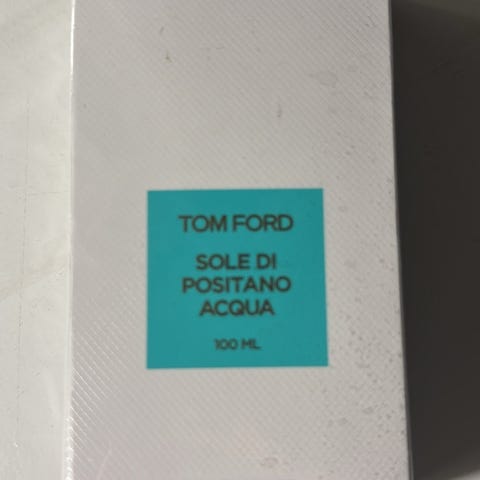 TOM FORD
SOLE DI
POSITANO
ACQUA
100 ML